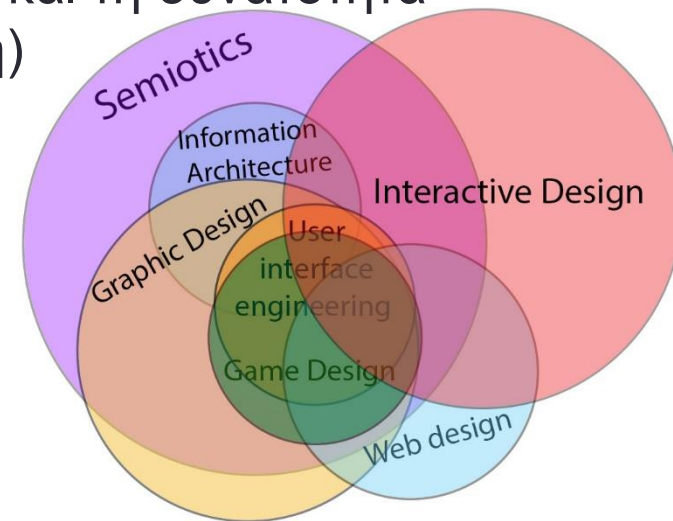 Semiotics
Information
Architecture
Interactive Design
Graphic Design
User
interface
engineering
Game Design
Web design